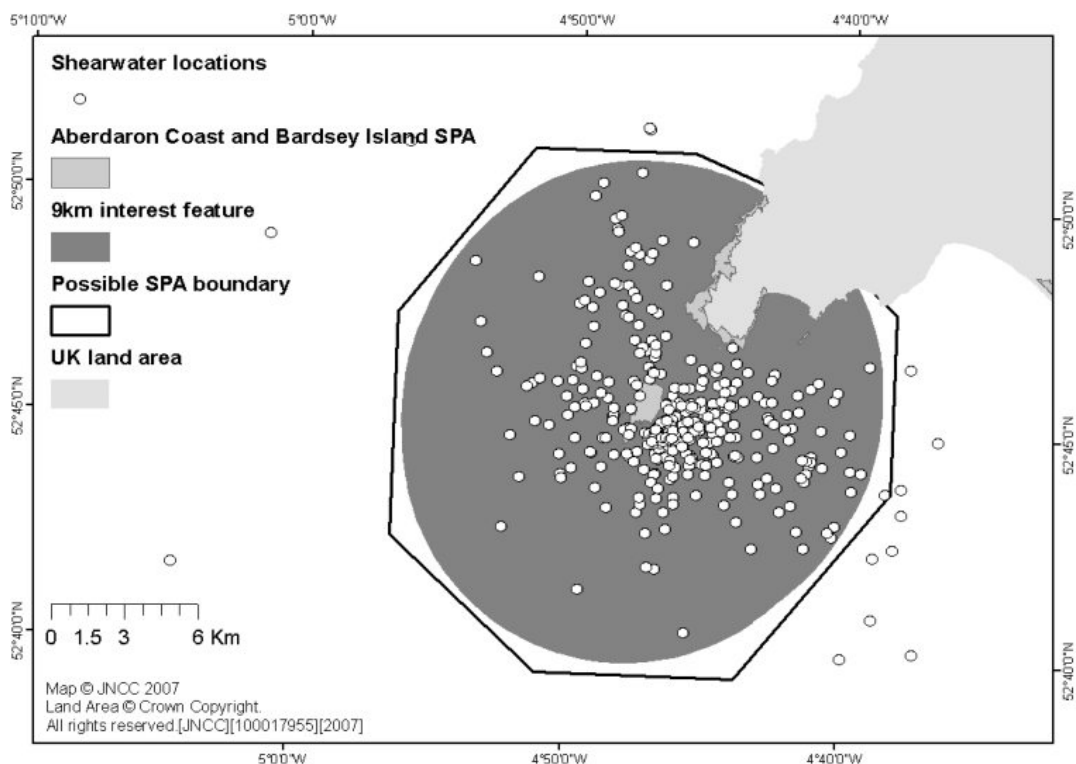 5°10'0"W
5°0'0"W
4°50'0"W
4°40'0"W
Shearwater locations
Aberdaron Coast and Bardsey Island SPA
9km interest feature
Possible SPA boundary
UK land area
52°50'0"N
52°45'0"N
52°40'0"N
52°50'0"N
52°45'0"N
52°40'0"N
0 1.5 3 6 Km
Map © JNCC 2007
Land Area © Crown Copyright.
All rights reserved.[JNCC][100017955][2007]
5°0'0"W
4°50'0"W
4°40'0"W